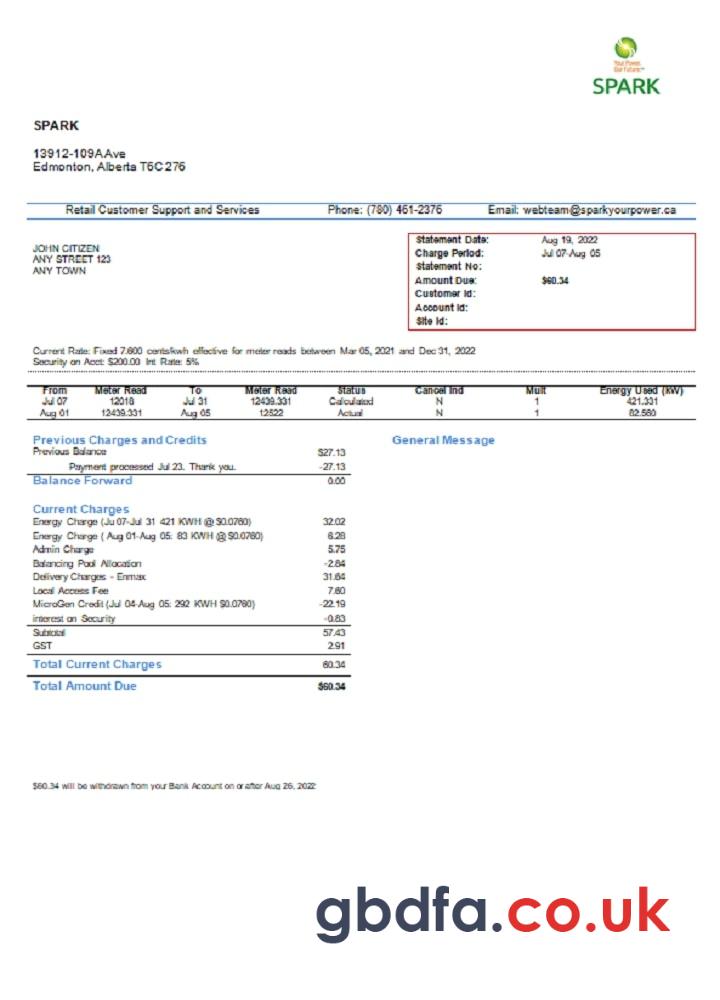 Your Power.
Our Future.™
SPARK
SPARK
13912-109AAve
Edmonton, Alberta T6C276
Retail Customer Support and Services Phone: (780) 461-2376 Email: webteam@sparkyourpower.ca
JOHN CITIZEN
ANY STREET 123
ANY TOWN
Statement Date: Aug 19, 2022
Charge Period: Jul 07-Aug 05
Statement No:
Amount Due: $60.34
Customer Id:
Account Id:
Site Id:
Current Rate: Fixed 7.600 cents/kwh effective for meter reads between Mar 05, 2021 and Dec 31, 2022
Security on Acct: $200.00 Int Rate: 5%
From Meter Read To Meter Read Status Cancel Ind Mult Energy Used (kW)
Jul 07 12018 Jul 31 12439.331 Calculated N 1 421.331
Aug 01 12439.331 Aug 05 12522 Actual N 1 82.580
Previous Charges and Credits
Previous Balance $27.13
Payment processed Jul 23. Thank you. -27.13
Balance Forward 0.00
General Message
Current Charges
Energy Charge (Ju 07-Jul 31 421 KWH @ $0.0760) 32.02
Energy Charge ( Aug 01-Aug 05: 83 KWH @ $0.0760) 6.28
Admin Charge 5.75
Balancing Pool Allocation -2.84
Delivery Charges - Enmax 31.64
Local Access Fee 7.60
MicroGen Credit (Jul 04-Aug 05: 292 KWH $0.0760) -22.19
interest on Security -0.83
Subtotal 57.43
GST 2.91
Total Current Charges 60.34
Total Amount Due $60.34
$60.34 will be withdrawn from your Bank Account on or after Aug 26, 2022
gbdfa.co.uk